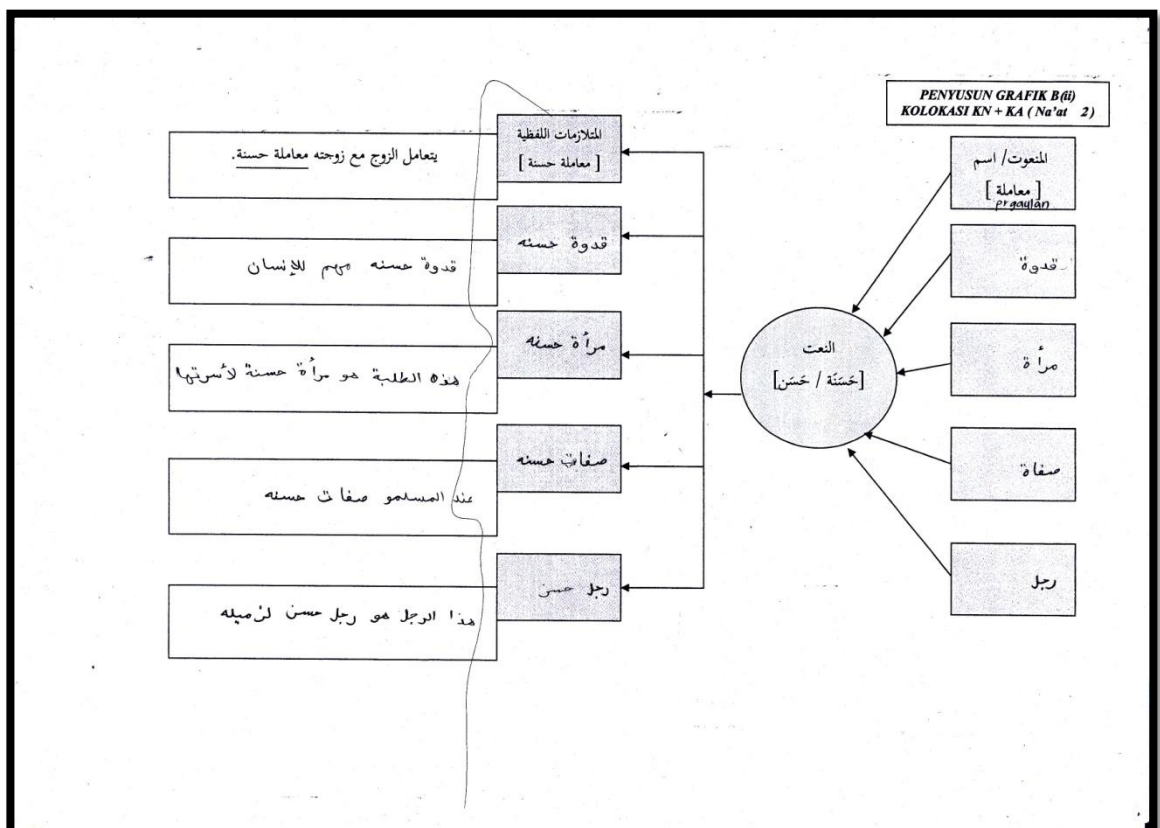 PENYUSUN GRAFIK B(ii)
KOLOKASI KN + KA ( Na'at 2 )
المنعوت/ اسم
[ معاملة ]
prgaulan
قدوة
مرأة
صفاة
رجل
النعت
[حَسَنَة / حَسَن]
المتلازمات اللفظية
[ معاملة حسنة ]
يتعامل الزوج مع زوجته معاملة حسنة.
قدوة حسنه
قدوة حسنه مهم للإنسان
مرأة حسنه
هذه الطلبة هو مرأة حسنة لأسرتها
صفات حسنه
عند المسلمو صفات حسنه
رجل حسن
هذا الرجل هو رجل حسن لزميله